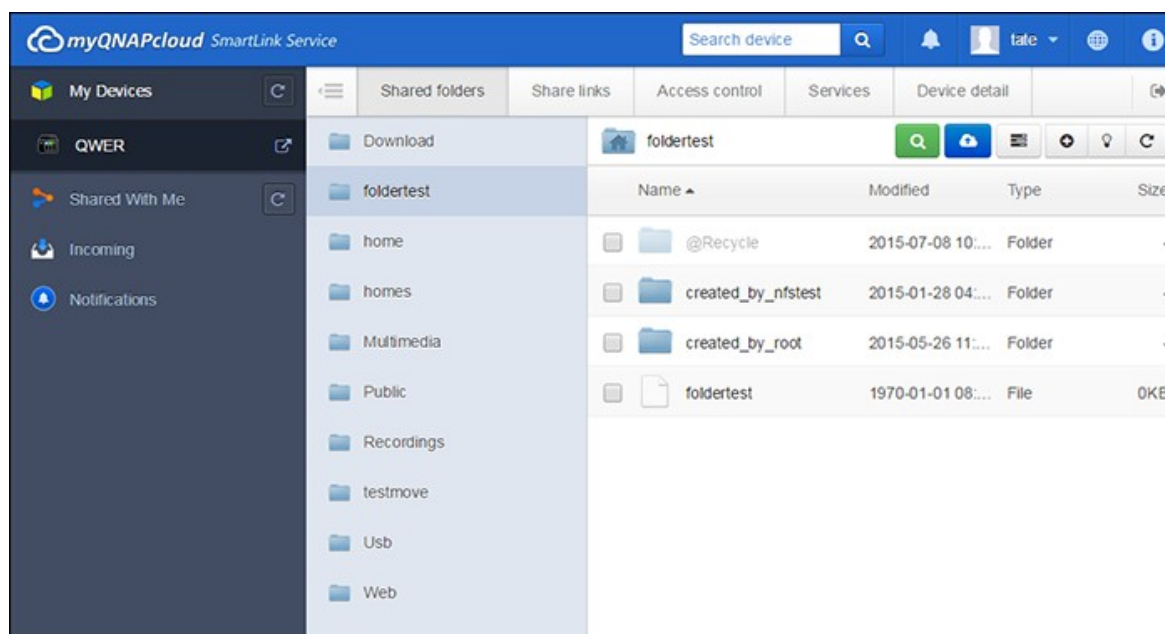 myQNAPcloud SmartLink Service
Search device
tate
My Devices
QWER
Shared With Me
Incoming
Notifications
Shared folders
Share links
Access control
Services
Device detail
Download
foldertest
home
homes
Multimedia
Public
Recordings
testmove
Usb
Web
foldertest
Name Modified Type Size
@Recycle 2015-07-08 10:... Folder
created_by_nfstest 2015-01-28 04:... Folder
created_by_root 2015-05-26 11:... Folder
foldertest 1970-01-01 08:... File 0KB